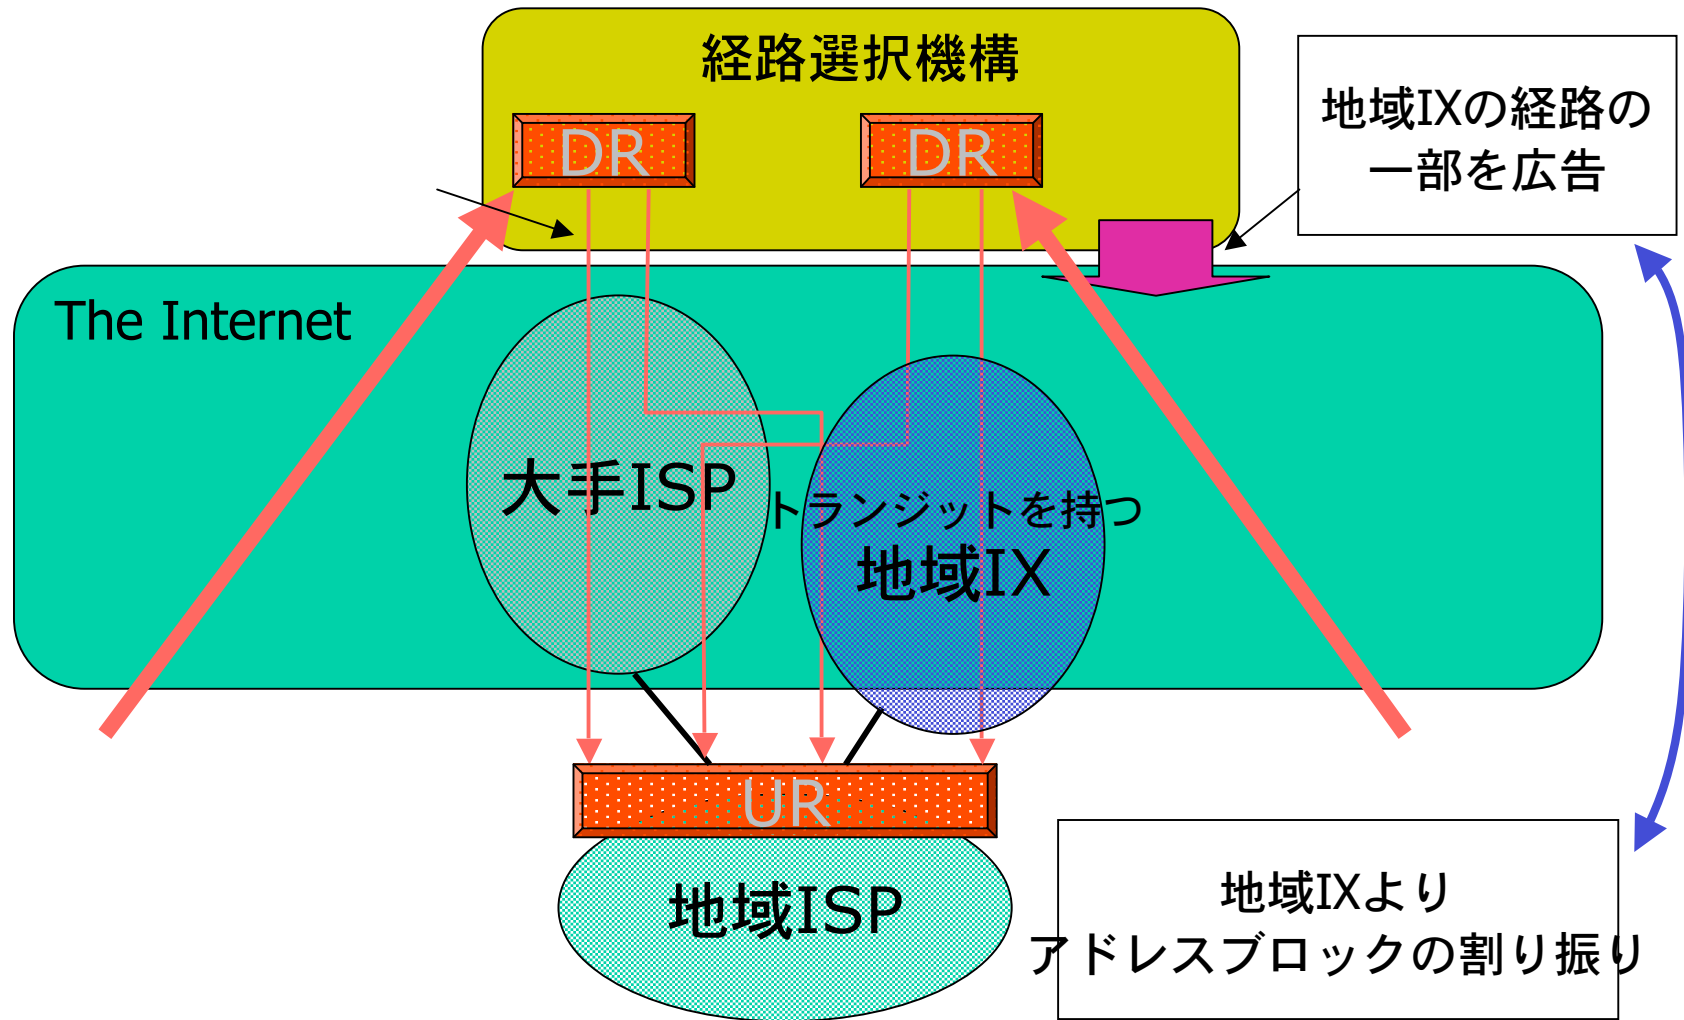 経路選択機構
DR
DR
地域IXの経路の
一部を広告
The Internet
大手ISP
トランジットを持つ
地域IX
UR
地域ISP
地域IXより
アドレスブロックの割り振り